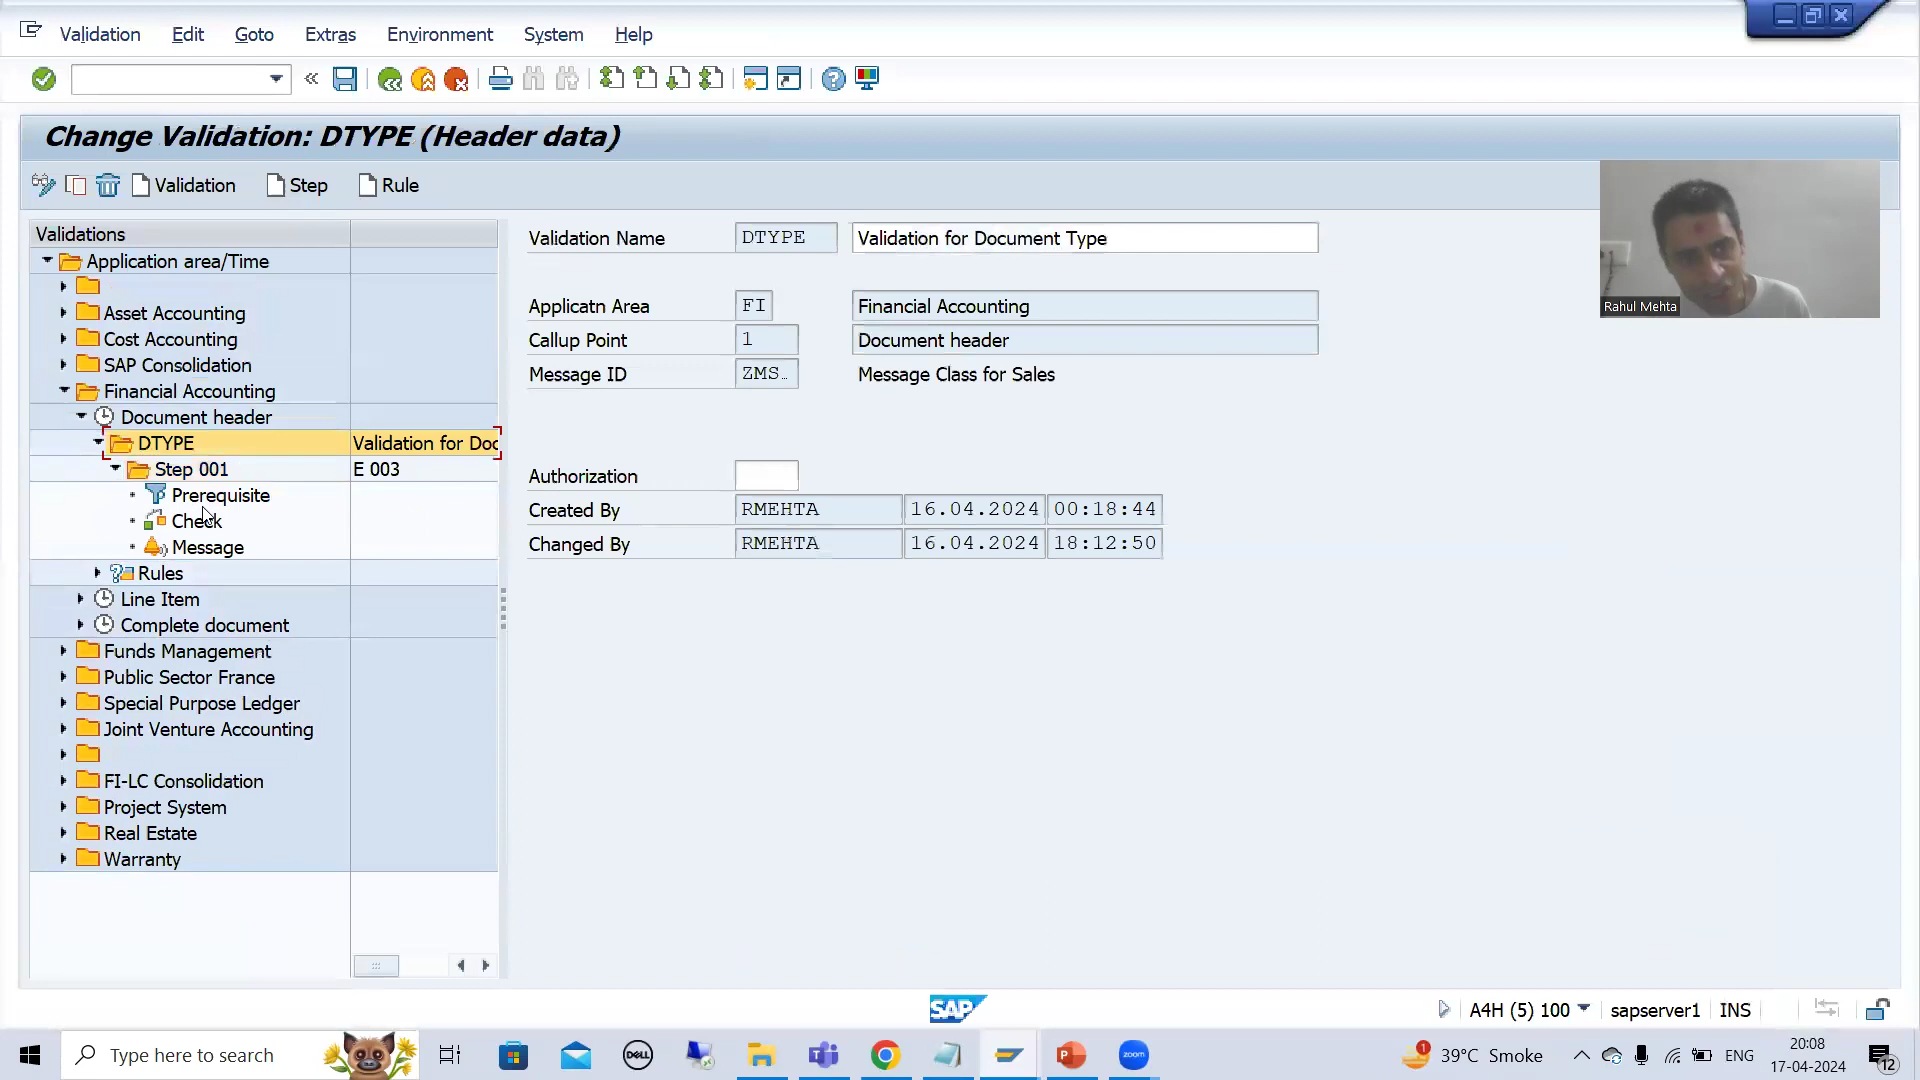 Validation Edit Goto Extras Environment System Help
Change Validation: DTYPE (Header data)
Validation Step Rule
Validations
Application area/Time
Asset Accounting
Cost Accounting
SAP Consolidation
Financial Accounting
Document header
DTYPE Validation for Doc
Step 001 E 003
Prerequisite
Check
Message
Rules
Line Item
Complete document
Funds Management
Public Sector France
Special Purpose Ledger
Joint Venture Accounting
FI-LC Consolidation
Project System
Real Estate
Warranty
Validation Name DTYPE Validation for Document Type
Applicatn Area FI Financial Accounting
Callup Point 1 Document header
Message ID ZMS… Message Class for Sales
Authorization
Created By RMEHTA 16.04.2024 00:18:44
Changed By RMEHTA 16.04.2024 18:12:50
Rahul Mehta
SAP
A4H (5) 100 sapserver1 INS
Type here to search
DELL
zoom
1
39°C Smoke
ENG
20:08
17-04-2024
12